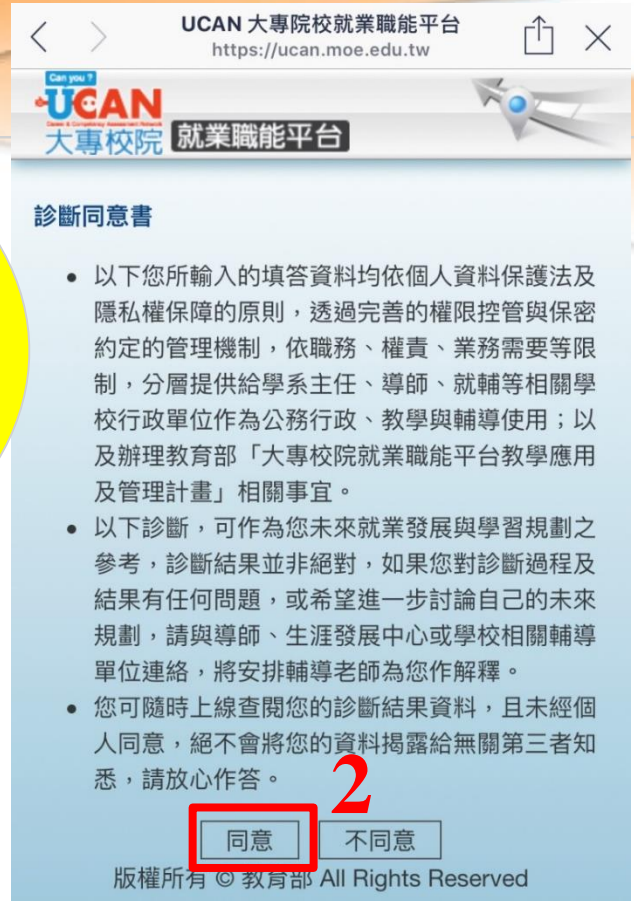 UCAN 大專院校就業職能平台
https://ucan.moe.edu.tw
Can you ?
UCAN
Career & Competency Assessment Network
大專校院 就業職能平台
診斷同意書
• 以下您所輸入的填答資料均依個人資料保護法及
隱私權保障的原則，透過完善的權限控管與保密
約定的管理機制，依職務、權責、業務需要等限
制，分層提供給學系主任、導師、就輔等相關學
校行政單位作為公務行政、教學與輔導使用；以
及辦理教育部「大專校院就業職能平台教學應用
及管理計畫」相關事宜。
• 以下診斷，可作為您未來就業發展與學習規劃之
參考，診斷結果並非絕對，如果您對診斷過程及
結果有任何問題，或希望進一步討論自己的未來
規劃，請與導師、生涯發展中心或學校相關輔導
單位連絡，將安排輔導老師為您作解釋。
• 您可隨時上線查閱您的診斷結果資料，且未經個
人同意，絕不會將您的資料揭露給無關第三者知
悉，請放心作答。
2
同意 不同意
版權所有 © 教育部 All Rights Reserved